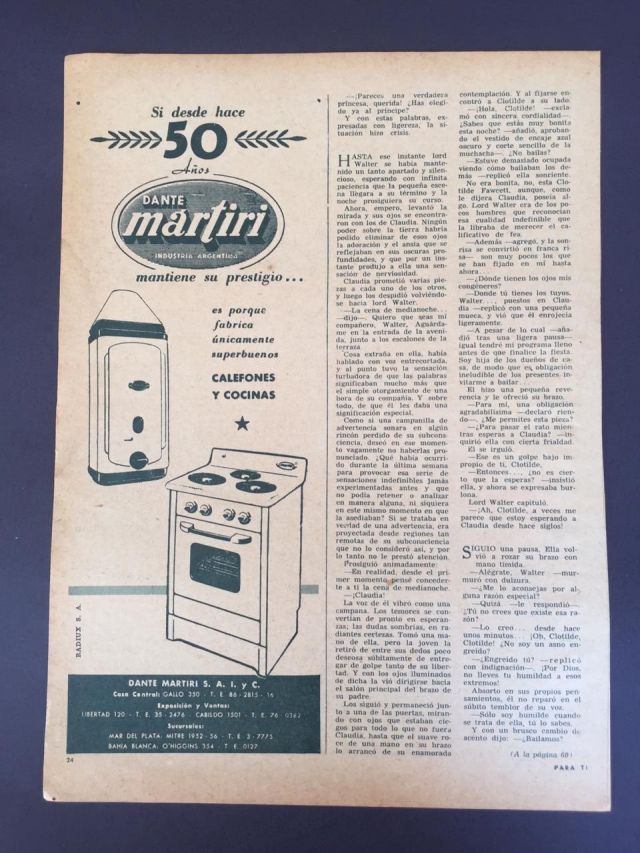 Si desde hace
50
Años
DANTE
martiri
INDUSTRIA ARGENTINA
mantiene su prestigio...
es porque
fabrica
únicamente
superbuenos
CALEFONES
Y COCINAS
RADIUX S. A.
DANTE MARTIRI S. A. I. y C.
Casa Central: GALLO 350 - T. E. 86 - 2815 - 16
Exposición y Ventas:
LIBERTAD 120 - T. E. 35 - 2476 - CABILDO 1501 - T. E. 76 0382
Sucursales:
MAR DEL PLATA: MITRE 1952 - 56 - T. E 3 - 7775
BAHIA BLANCA: O'HIGGINS 354 - T E. 0127
24
—¡Pareces una verdadera
princesa, querida! ¿Has elegi-
do ya al príncipe?
Y con estas palabras, ex-
presadas con ligereza, la si-
tuación hizo crisis.
HASTA ese instante lord
Walter se había mante-
nido un tanto apartado y silen-
cioso, esperando con infinita
paciencia que la pequeña esce-
na llegara a su término y la
noche prosiguiera su curso.
Ahora, empero, levantó la
mirada y sus ojos se encontra-
ron con los de Claudia. Ningún
poder sobre la tierra habría
podido eliminar de esos ojos
la adoración y el ansia que se
reflejaban en sus oscuras pro-
fundidades, y que por un ins-
tante produjo a ella una sen-
sación de nerviosidad.
Claudia prometió varias pie-
zas a cada uno de los otros,
y luego los despidió volviéndo-
se hacia lord Walter.
—La cena de medianoche...
—dijo—. Quiero que seas mi
compañero, Walter. Aguárda-
me en la entrada de la aveni-
da, junto a los escalones de la
terraza.
Cosa extraña en ella, había
hablado con voz entrecortada,
y al punto tuvo la sensación
turbadora de que las palabras
significaban mucho más que
el simple otorgamiento de una
hora de su compañía. Y sobre
todo, de que él les daba una
significación especial.
Como si una campanilla de
advertencia sonara en algún
rincón perdido de su subcons-
ciencia, deseó en ese momen-
to vagamente no haberlas pro-
nunciado. ¿Qué había ocurri-
do durante la última semana
para provocar esa serie de
sensaciones indefinibles jamás
experimentadas antes y que
no podía retener o analizar
en manera alguna, ni siquiera
en este mismo momento en que
la asediaban? Si se trataba en
verdad de una advertencia, era
proyectada desde regiones tan
remotas de su subconsciencia
que no lo consideró así, y por
lo tanto no le prestó atención.
Prosiguió animadamente:
—En realidad, desde el pri-
mer momento pensé conceder-
te a ti la cena de medianoche.
—¡Claudia!
La voz de él vibró como una
campana. Los temores se con-
vertían de pronto en esperan-
zas; las dudas sombrías, en ra-
diantes certezas. Tomó una ma-
no de ella, pero la joven la
retiró de entre sus dedos poco
deseosa súbitamente de entre-
gar de golpe tanto de su liber-
tad. Y con los ojos iluminados
de dicha la vió dirigirse hacia
el salón principal del brazo de
su padre.
Los siguió y permaneció jun-
to a una de las puertas, miran-
do con ojos que estaban cie-
gos para todo lo que no fuera
Claudia, hasta que el suave ro-
ce de una mano en su brazo
lo arrancó de su enamorada
contemplación. Y al fijarse en-
contró a Clotilde a su lado.
—¡Hola, Clotilde! —excla-
mó con sincera cordialidad—.
¿Sabes que estás muy bonita
esta noche? —añadió, aproban-
do el vestido de encaje azul
oscuro y corte sencillo de la
muchacha—. ¿No bailas?
—Estuve demasiado ocupada
viendo cómo bailaban los de-
más —replicó ella sonriente.
No era bonita, no, esta Clo-
tilde Fawcett, aunque, como
le dijera Claudia, poseía al-
go. Lord Walter era de los po-
cos hombres que reconocían
esa cualidad indefinible que
la libraba de merecer el ca-
lificativo de fea.
—Además —agregó, y la son-
risa se convirtió en franca ri-
sa— son muy pocos los que
se han fijado en mí hasta
ahora.
—¿Dónde tienen los ojos mis
congéneres?
—Donde tú tienes los tuyos,
Walter..., puestos en Clau-
dia —replicó con una pequeña
mueca, y vió que él enrojecía
ligeramente.
—A pesar de lo cual —aña-
dió tras una ligera pausa—
igual tendré mi programa lleno
antes de que finalice la fiesta.
Soy hija de los dueños de ca-
sa, de modo que es obligación
ineludible de los presentes in-
vitarme a bailar...
El hizo una pequeña reve-
rencia y le ofreció su brazo.
—Para mí, una obligación
agradabilísima —declaró rien-
do—. ¿Me permites esta pieza?
—¿Para pasar el rato mien-
tras esperas a Claudia? —in-
quirió ella con cierta frialdad.
El se irguió.
—Ese es un golpe bajo im-
propio de ti, Clotilde.
—Entonces..., ¿no es cier-
to que la esperas? —insistió
ella, y ahora se expresaba bur-
lona.
Lord Walter capituló.
—¡Ah, Clotilde, a veces me
parece que estoy esperando a
Claudia desde hace siglos!
SIGUIO una pausa. Ella vol-
vió a rozar su brazo con
mano tímida.
—Alégrate, Walter —mur-
muró con dulzura.
—¿Me lo aconsejas por al-
guna razón especial?
—Quizá —le respondió—.
¿Tú no crees que existe esa ra-
zón?
—Lo creo... desde hace
unos minutos... ¡Oh, Clotilde,
Clotilde! ¿No soy un asno en-
greído?
—¿Engreído tú? —replicó
con indignación—. ¡Por Dios,
no lleves tu humildad a esos
extremos!
Absorto en sus propios pen-
samientos, él no reparó en el
súbito temblor de su voz.
—Sólo soy humilde cuando
se trata de ella, tú lo sabes.
Y con un brusco cambio de
acento dijo: —¿Bailamos?
(A la página 60)
PARA TI